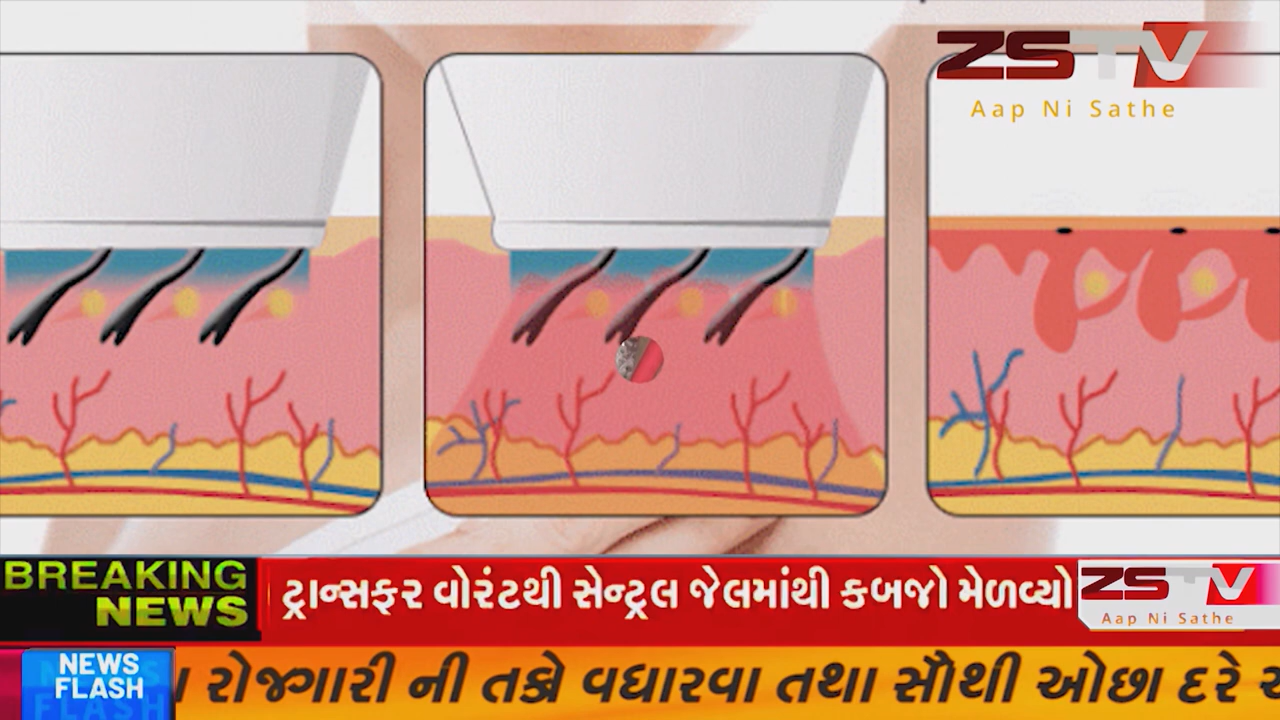 ZSTV
Aap Ni Sathe
BREAKING
NEWS
ટ્રાન્સફર વોરંટથી સેન્ટ્રલ જેલમાંથી કબજો મેળવ્યો
ZSTV
Aap Ni Sathe
NEWS
FLASH
રોજગારી ની તકો વધારવા તથા સૌથી ઓછા દરે